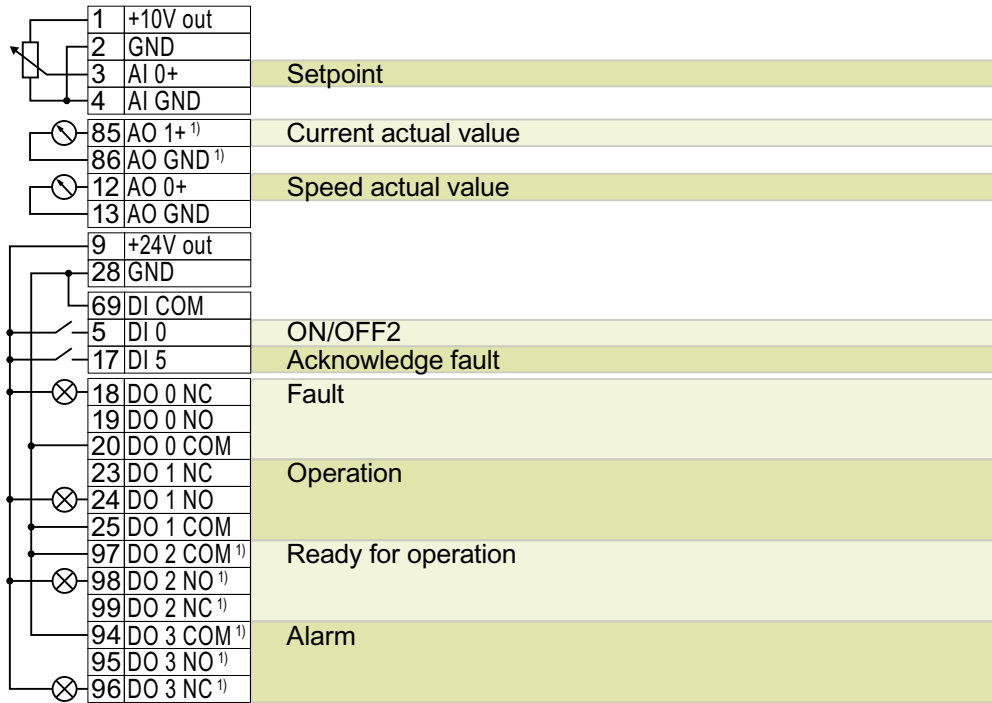 1 +10V out
2 GND
3 AI 0+ Setpoint
4 AI GND
85 AO 1+ 1) Current actual value
86 AO GND 1)
12 AO 0+ Speed actual value
13 AO GND
9 +24V out
28 GND
69 DI COM
5 DI 0 ON/OFF2
17 DI 5 Acknowledge fault
18 DO 0 NC Fault
19 DO 0 NO
20 DO 0 COM
23 DO 1 NC Operation
24 DO 1 NO
25 DO 1 COM
97 DO 2 COM 1) Ready for operation
98 DO 2 NO 1)
99 DO 2 NC 1)
94 DO 3 COM 1) Alarm
95 DO 3 NO 1)
96 DO 3 NC 1)